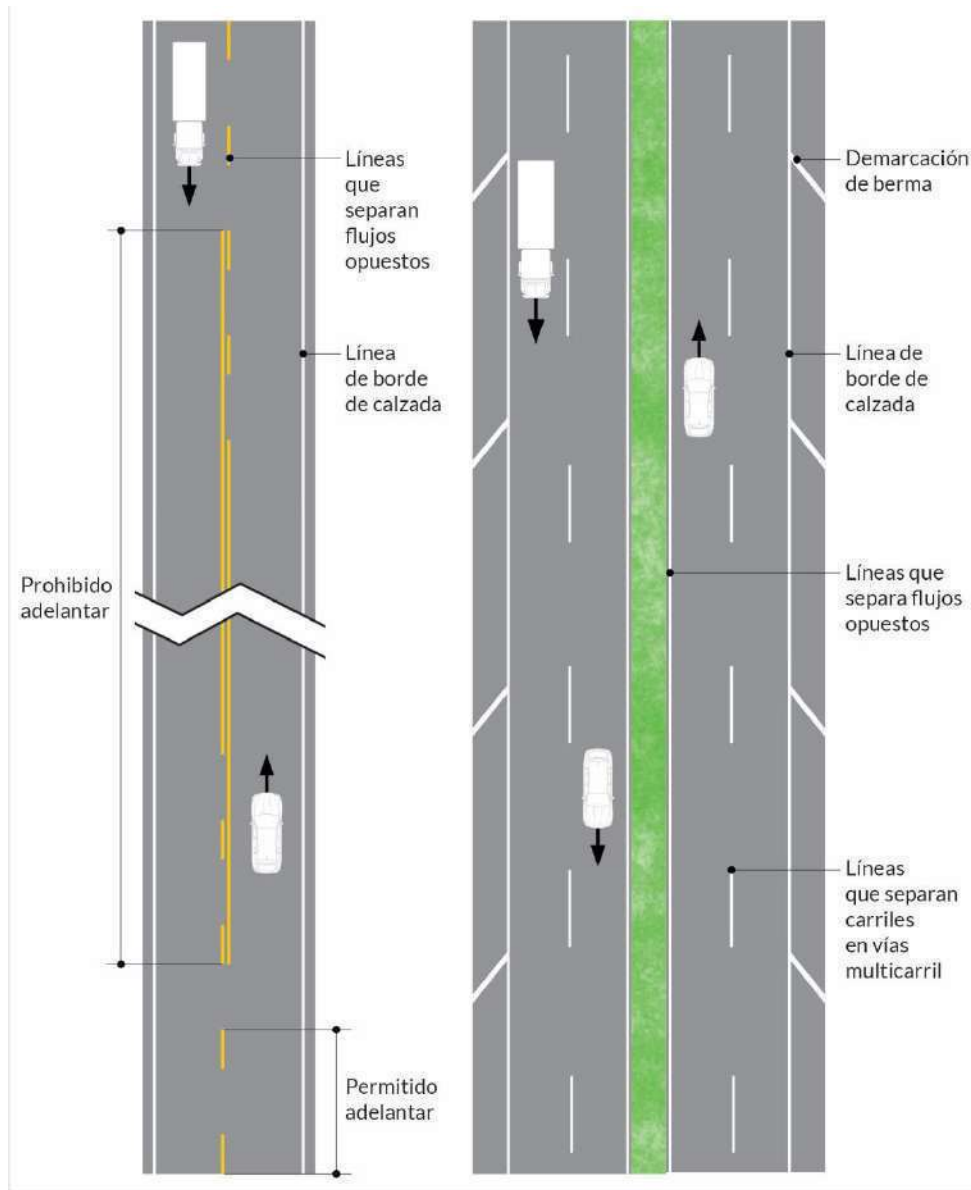 Líneas
que
separan
flujos
opuestos
Línea
de borde
de calzada
Prohibido
adelantar
Permitido
adelantar
Demarcación
de berma
Línea de
borde de
calzada
Líneas que
separa flujos
opuestos
Líneas
que separan
carriles
en vías
multicarril